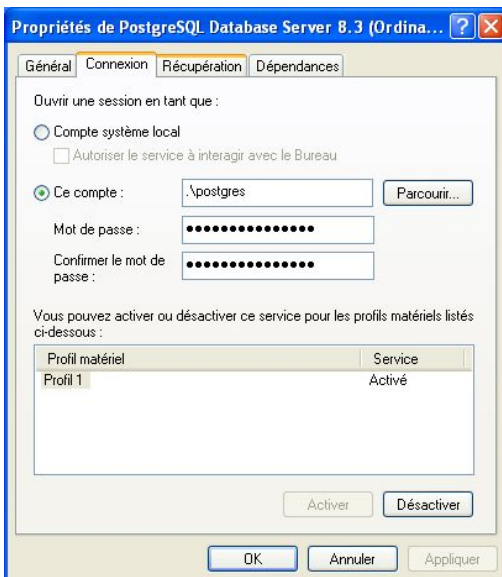 Propriétés de PostgreSQL Database Server 8.3 (Ordina...
Général Connexion Récupération Dépendances
Ouvrir une session en tant que :
Compte système local
Autoriser le service à interagir avec le Bureau
Ce compte : .\postgres Parcourir...
Mot de passe : ●●●●●●●●●●●●●●●
Confirmer le mot de
passe : ●●●●●●●●●●●●●●●
Vous pouvez activer ou désactiver ce service pour les profils matériels listés
ci-dessous :
Profil matériel Service
Profil 1 Activé
Activer Désactiver
OK Annuler Appliquer